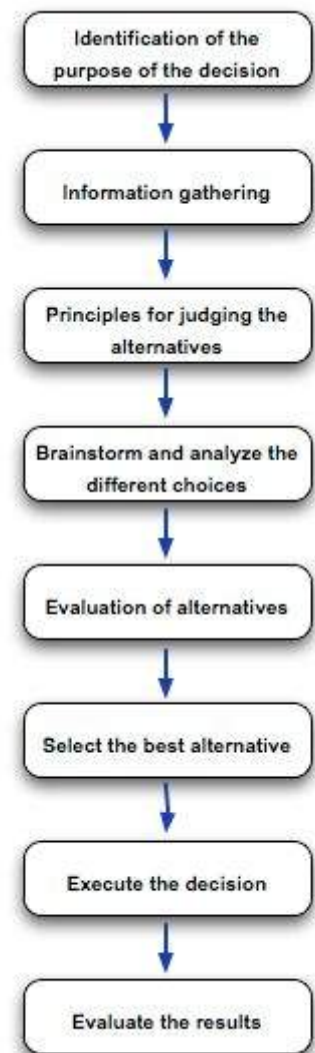 Identification of the
purpose of the decision
Information gathering
Principles for judging the
alternatives
Brainstorm and analyze the
different choices
Evaluation of alternatives
Select the best alternative
Execute the decision
Evaluate the results